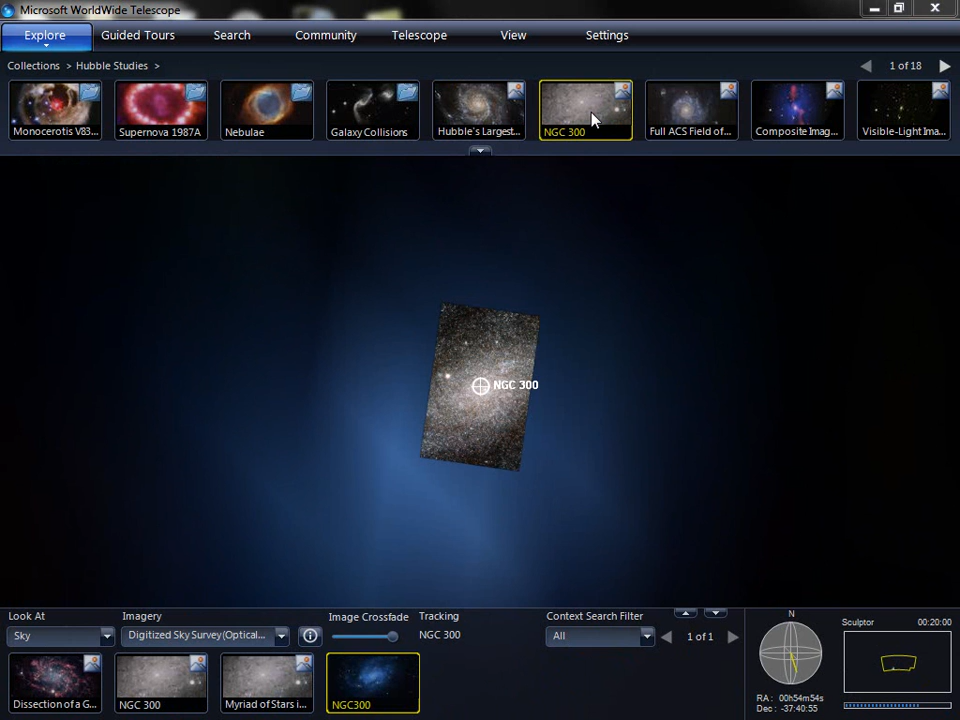 Microsoft WorldWide Telescope
Explore
Guided Tours
Search
Community
Telescope
View
Settings
Collections > Hubble Studies >
1 of 18
Monocerotis V83...
Supernova 1987A
Nebulae
Galaxy Collisions
Hubble's Largest...
NGC 300
Full ACS Field of...
Composite Imag...
Visible-Light Ima...
NGC 300
Look At
Imagery
Image Crossfade
Tracking
Context Search Filter
Sky
Digitized Sky Survey(Optical...
NGC 300
All
1 of 1
Dissection of a G...
NGC 300
Myriad of Stars i...
NGC300
N
RA : 00h54m54s
Dec : -37:40:55
Sculptor 00:20:00